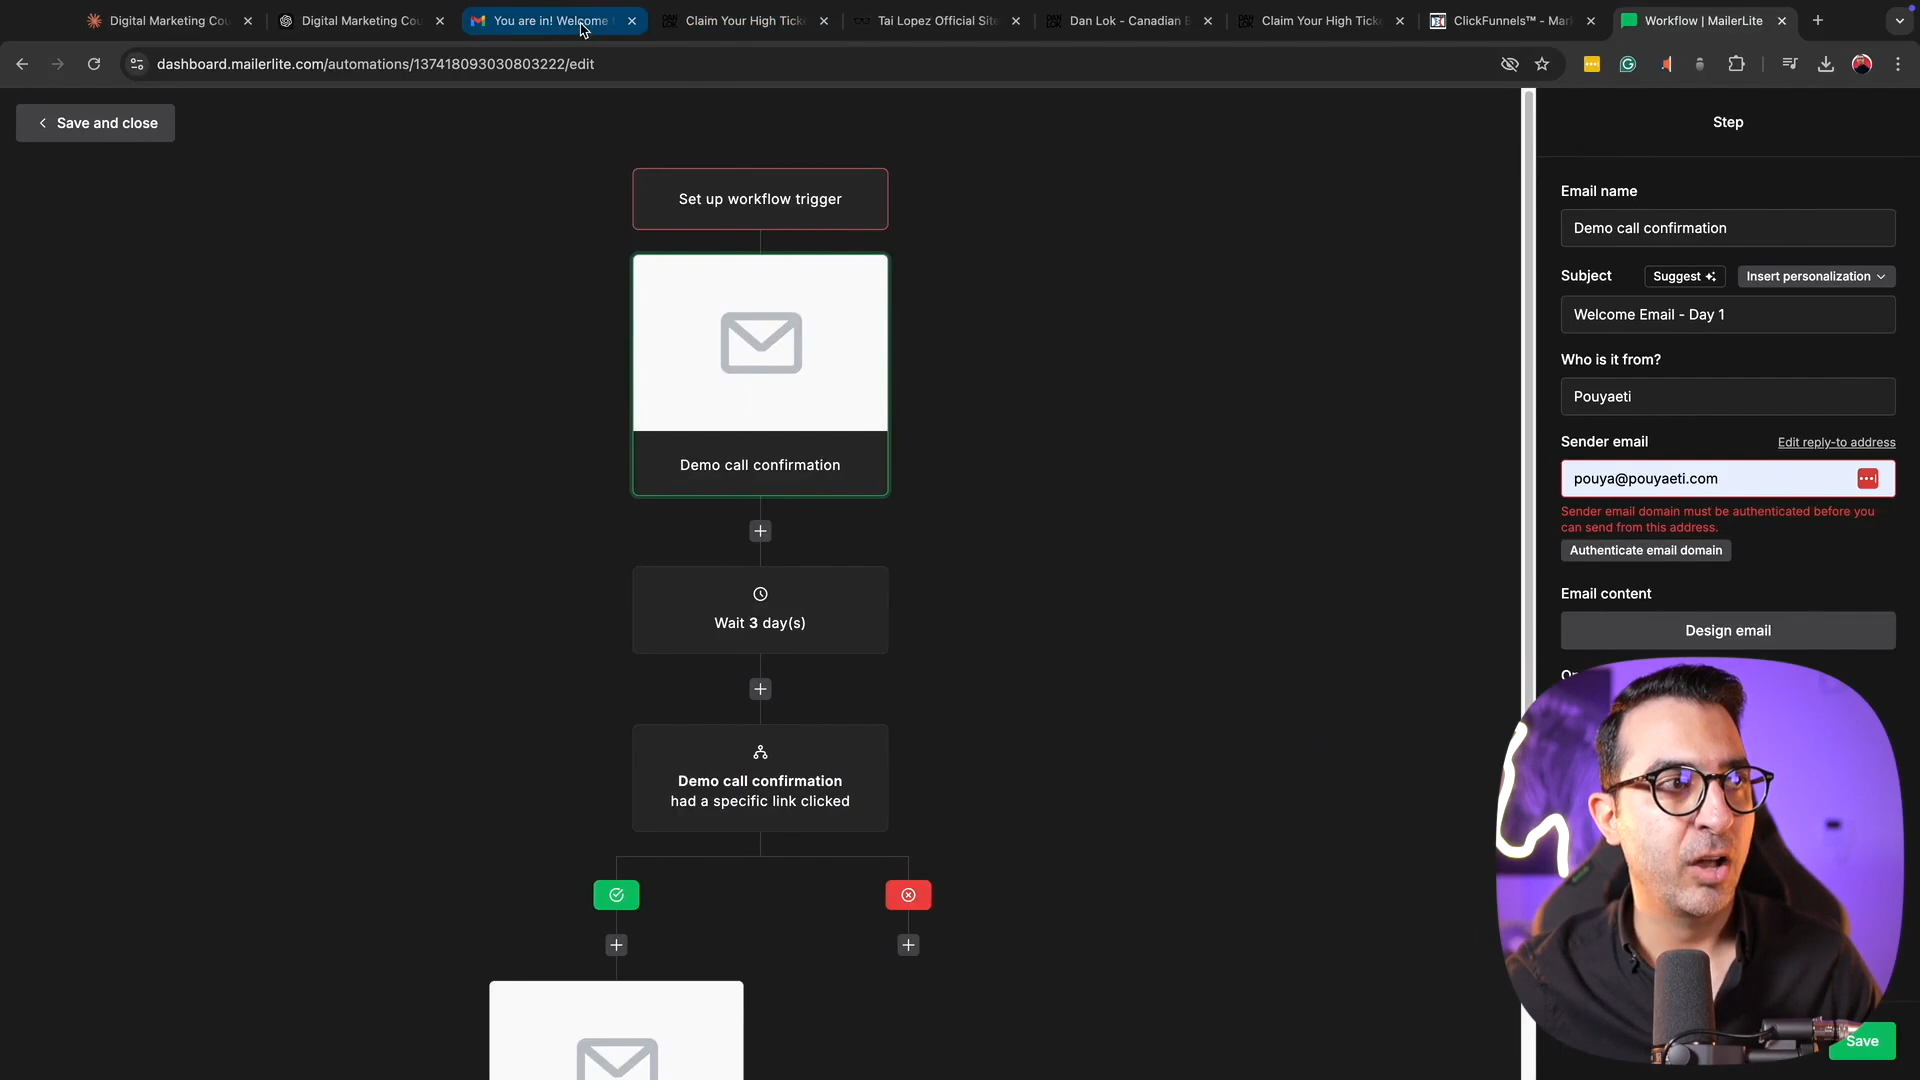 Digital Marketing Cou
Digital Marketing Cou
You are in! Welcome
Claim Your High Ticke
Tai Lopez Official Site
Dan Lok - Canadian B
Claim Your High Ticke
ClickFunnels™ - Mar
Workflow | MailerLite
dashboard.mailerlite.com/automations/137418093030803222/edit
Save and close
Step
Set up workflow trigger
Demo call confirmation
Wait 3 day(s)
Demo call confirmation
had a specific link clicked
Email name
Demo call confirmation
Subject
Suggest
Insert personalization
Welcome Email - Day 1
Who is it from?
Pouyaeti
Sender email
Edit reply-to address
pouya@pouyaeti.com
Sender email domain must be authenticated before you
can send from this address.
Authenticate email domain
Email content
Design email
Save